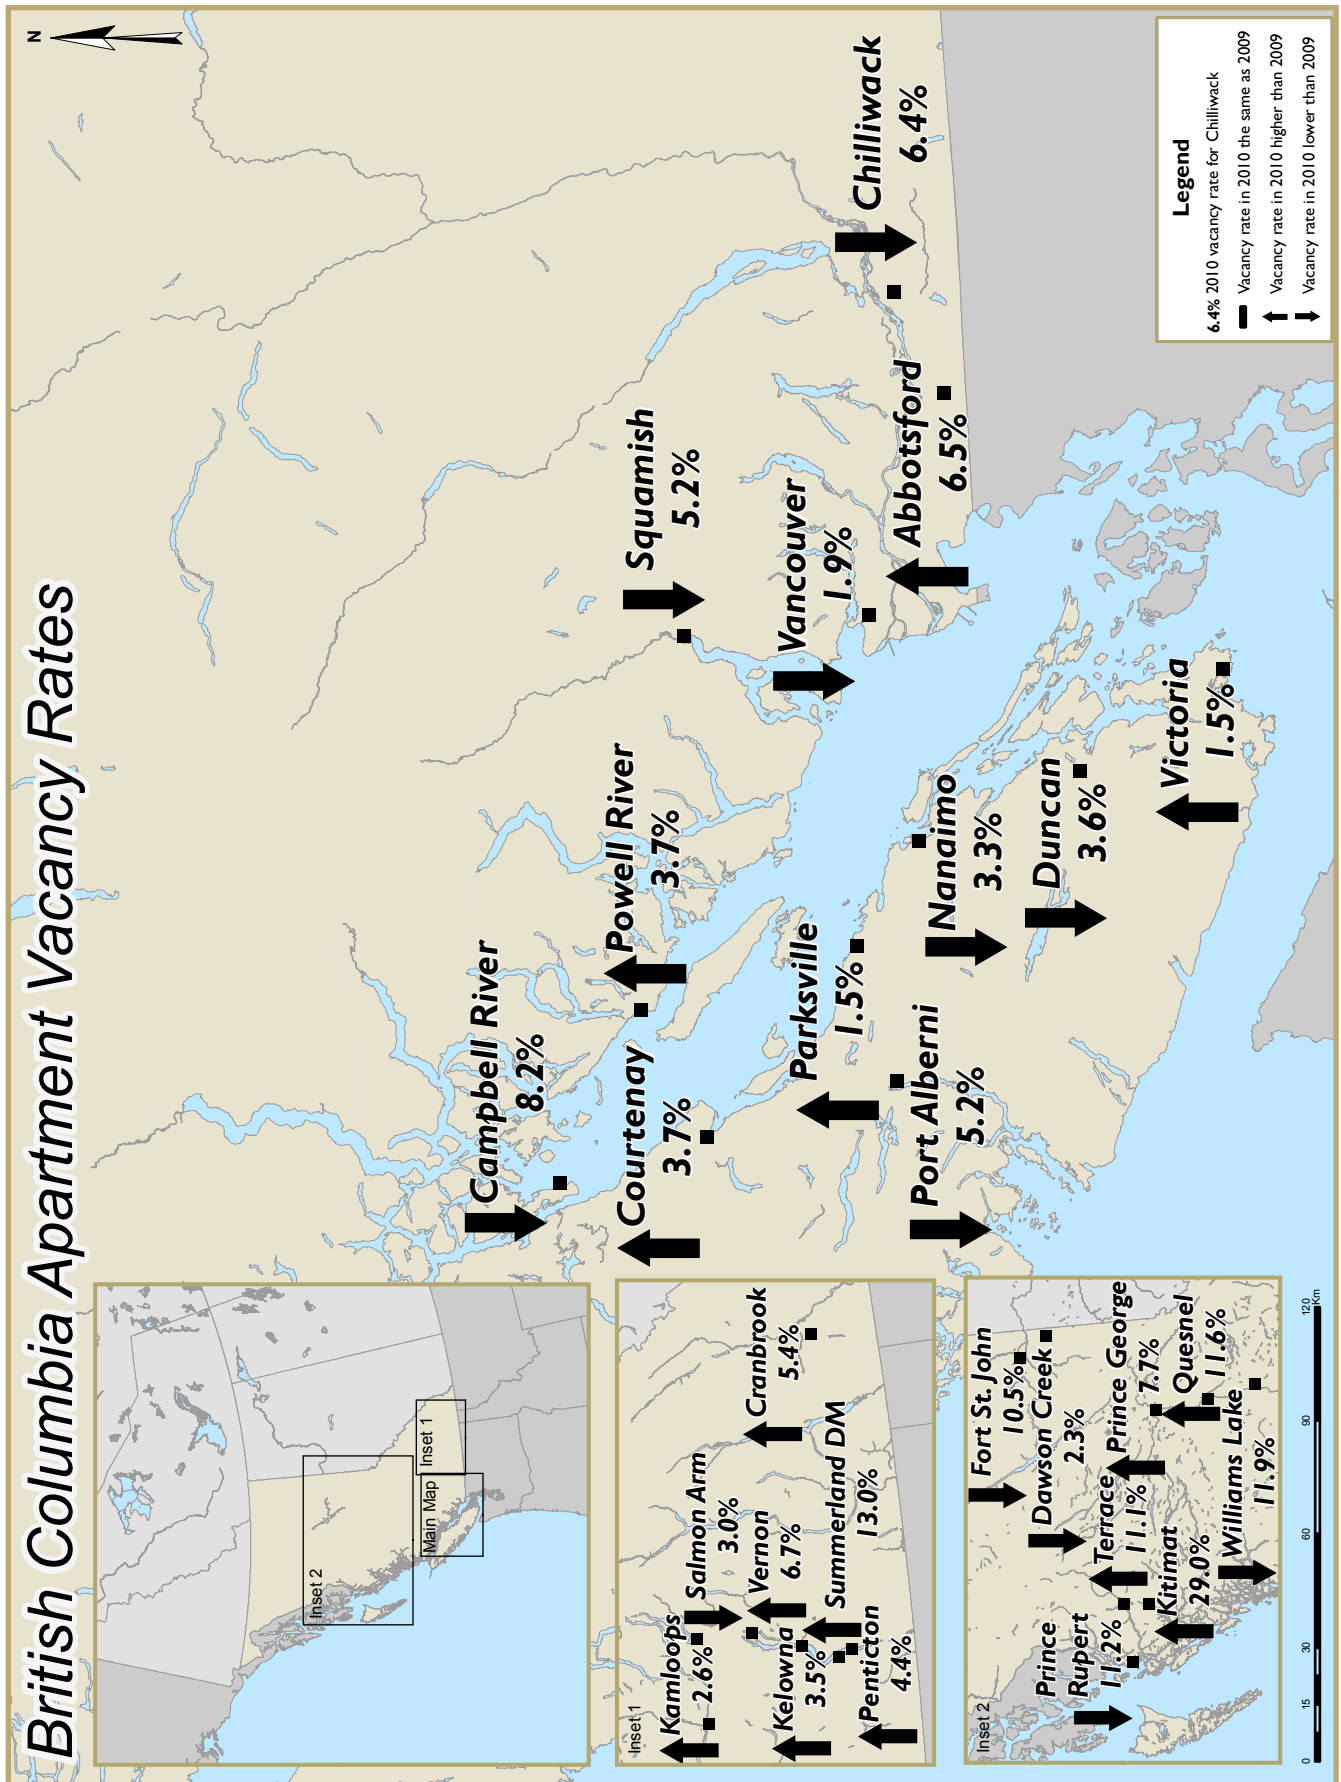 British Columbia Apartment Vacancy Rates
N
Campbell River
8.2%
Courtenay
3.7%
Powell River
3.7%
Squamish
5.2%
Vancouver
1.9%
Chilliwack
6.4%
Abbotsford
6.5%
Parksville
1.5%
Port Alberni
5.2%
Nanaimo
3.3%
Duncan
3.6%
Victoria
1.5%
Inset 2
Main Map
Inset 1
Inset 1
Kamloops
2.6%
Salmon Arm
3.0%
Vernon
6.7%
Kelowna
3.5%
Summerland DM
13.0%
Penticton
4.4%
Cranbrook
5.4%
Inset 2
Fort St. John
10.5%
Dawson Creek
2.3%
Prince George
7.7%
Quesnel
11.6%
Terrace
11.1%
Prince
Rupert
11.2%
Kitimat
29.0%
Williams Lake
11.9%
0 15 30 60 90 120
Km
Legend
6.4% 2010 vacancy rate for Chilliwack
Vacancy rate in 2010 the same as 2009
Vacancy rate in 2010 higher than 2009
Vacancy rate in 2010 lower than 2009